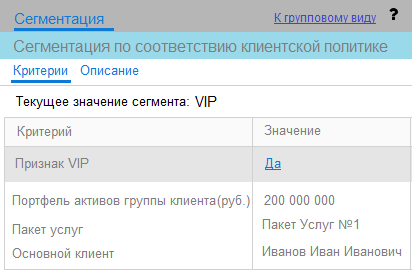 Сегментация К групповому виду ?
Сегментация по соответствию клиентской политике
Критерии Описание
Текущее значение сегмента: VIP
Критерий Значение
Признак VIP Да
Портфель активов группы клиента(руб.) 200 000 000
Пакет услуг Пакет Услуг №1
Основной клиент Иванов Иван Иванович